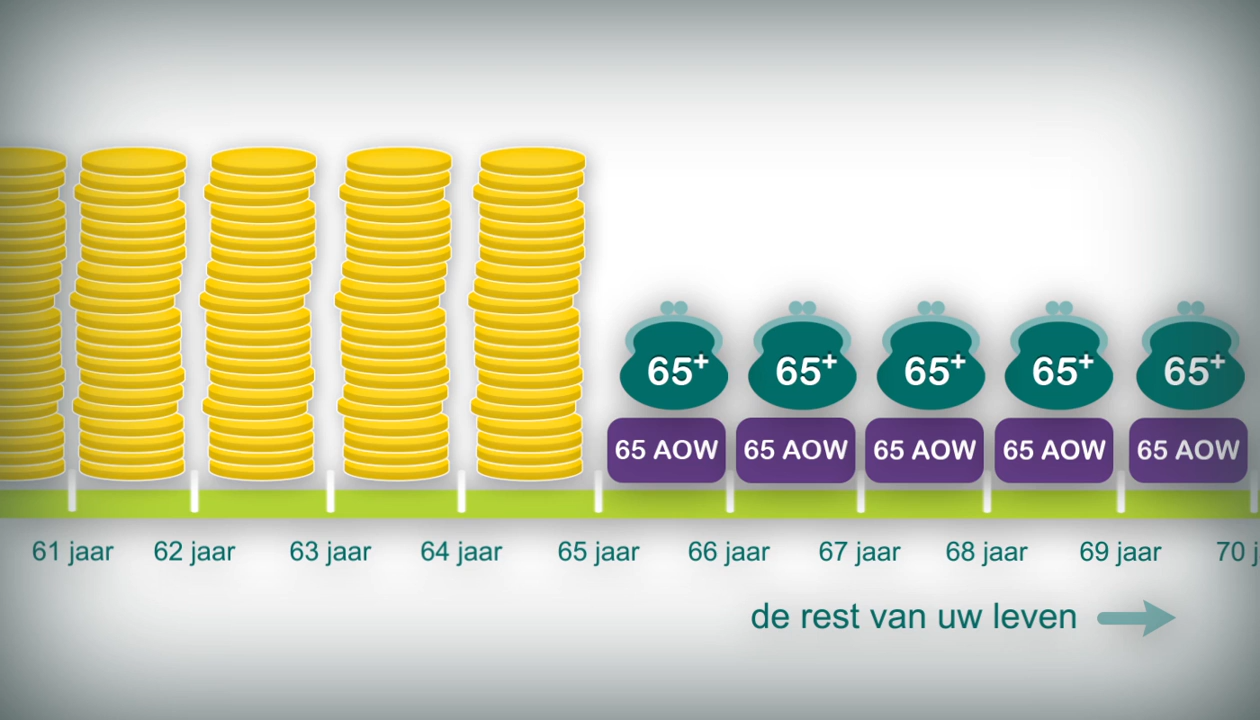 65+ 65+ 65+ 65+ 65+
65 AOW 65 AOW 65 AOW 65 AOW 65 AOW
61 jaar 62 jaar 63 jaar 64 jaar 65 jaar 66 jaar 67 jaar 68 jaar 69 jaar 70 j
de rest van uw leven